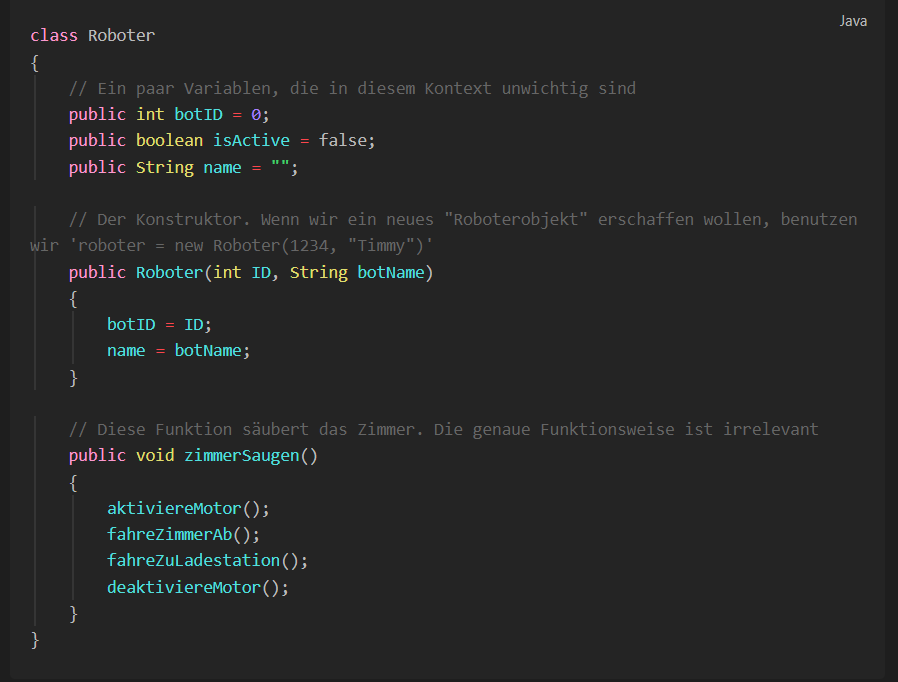 Java
class Roboter
{
    // Ein paar Variablen, die in diesem Kontext unwichtig sind
    public int botID = 0;
    public boolean isActive = false;
    public String name = "";

    // Der Konstruktor. Wenn wir ein neues "Roboterobjekt" erschaffen wollen, benutzen
wir 'roboter = new Roboter(1234, "Timmy")'
    public Roboter(int ID, String botName)
    {
        botID = ID;
        name = botName;
    }

    // Diese Funktion säubert das Zimmer. Die genaue Funktionsweise ist irrelevant
    public void zimmerSaugen()
    {
        aktiviereMotor();
        fahreZimmerAb();
        fahreZuLadestation();
        deaktiviereMotor();
    }
}